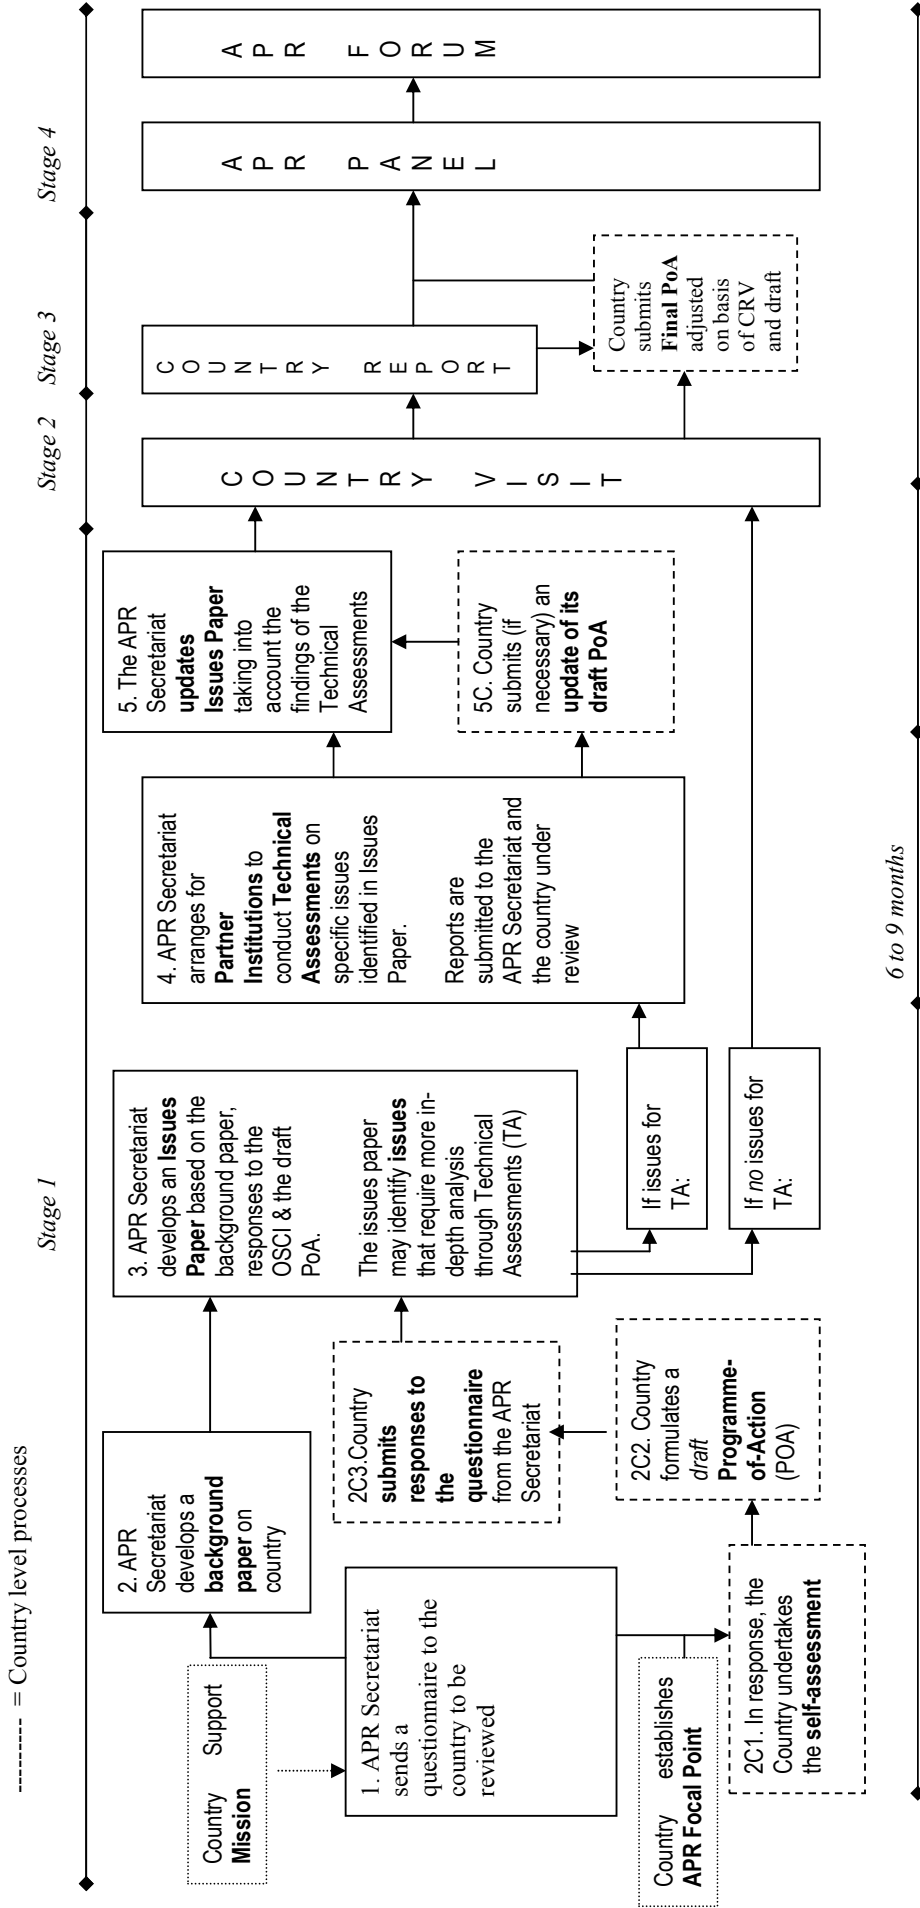 -------- = Country level processes
Stage 1
Stage 2
Stage 3
Stage 4
Country Support
Mission
1. APR Secretariat
sends a
questionnaire to the
country to be
reviewed
Country establishes
APR Focal Point
2. APR
Secretariat
develops a
background
paper on
country
2C1. In response, the
Country undertakes
the self-assessment
2C2. Country
formulates a
draft
Programme-
of-Action
(POA)
2C3.Country
submits
responses to
the
questionnaire
from the APR
Secretariat
3. APR Secretariat
develops an Issues
Paper based on the
background paper,
responses to the
OSCI & the draft
PoA.
The issues paper
may identify issues
that require more in-
depth analysis
through Technical
Assessments (TA)
If issues for
TA:
If no issues for
TA:
4. APR Secretariat
arranges for
Partner
Institutions to
conduct Technical
Assessments on
specific issues
identified in Issues
Paper.
Reports are
submitted to the
APR Secretariat and
the country under
review
5. The APR
Secretariat
updates
Issues Paper
taking into
account the
findings of the
Technical
Assessments
5C. Country
submits (if
necessary) an
update of its
draft PoA
COUNTRY VISIT
COUNTRY REPORT
Country
submits
Final PoA
adjusted
on basis
of CRV
and draft
APR PANEL
APR FORUM
6 to 9 months